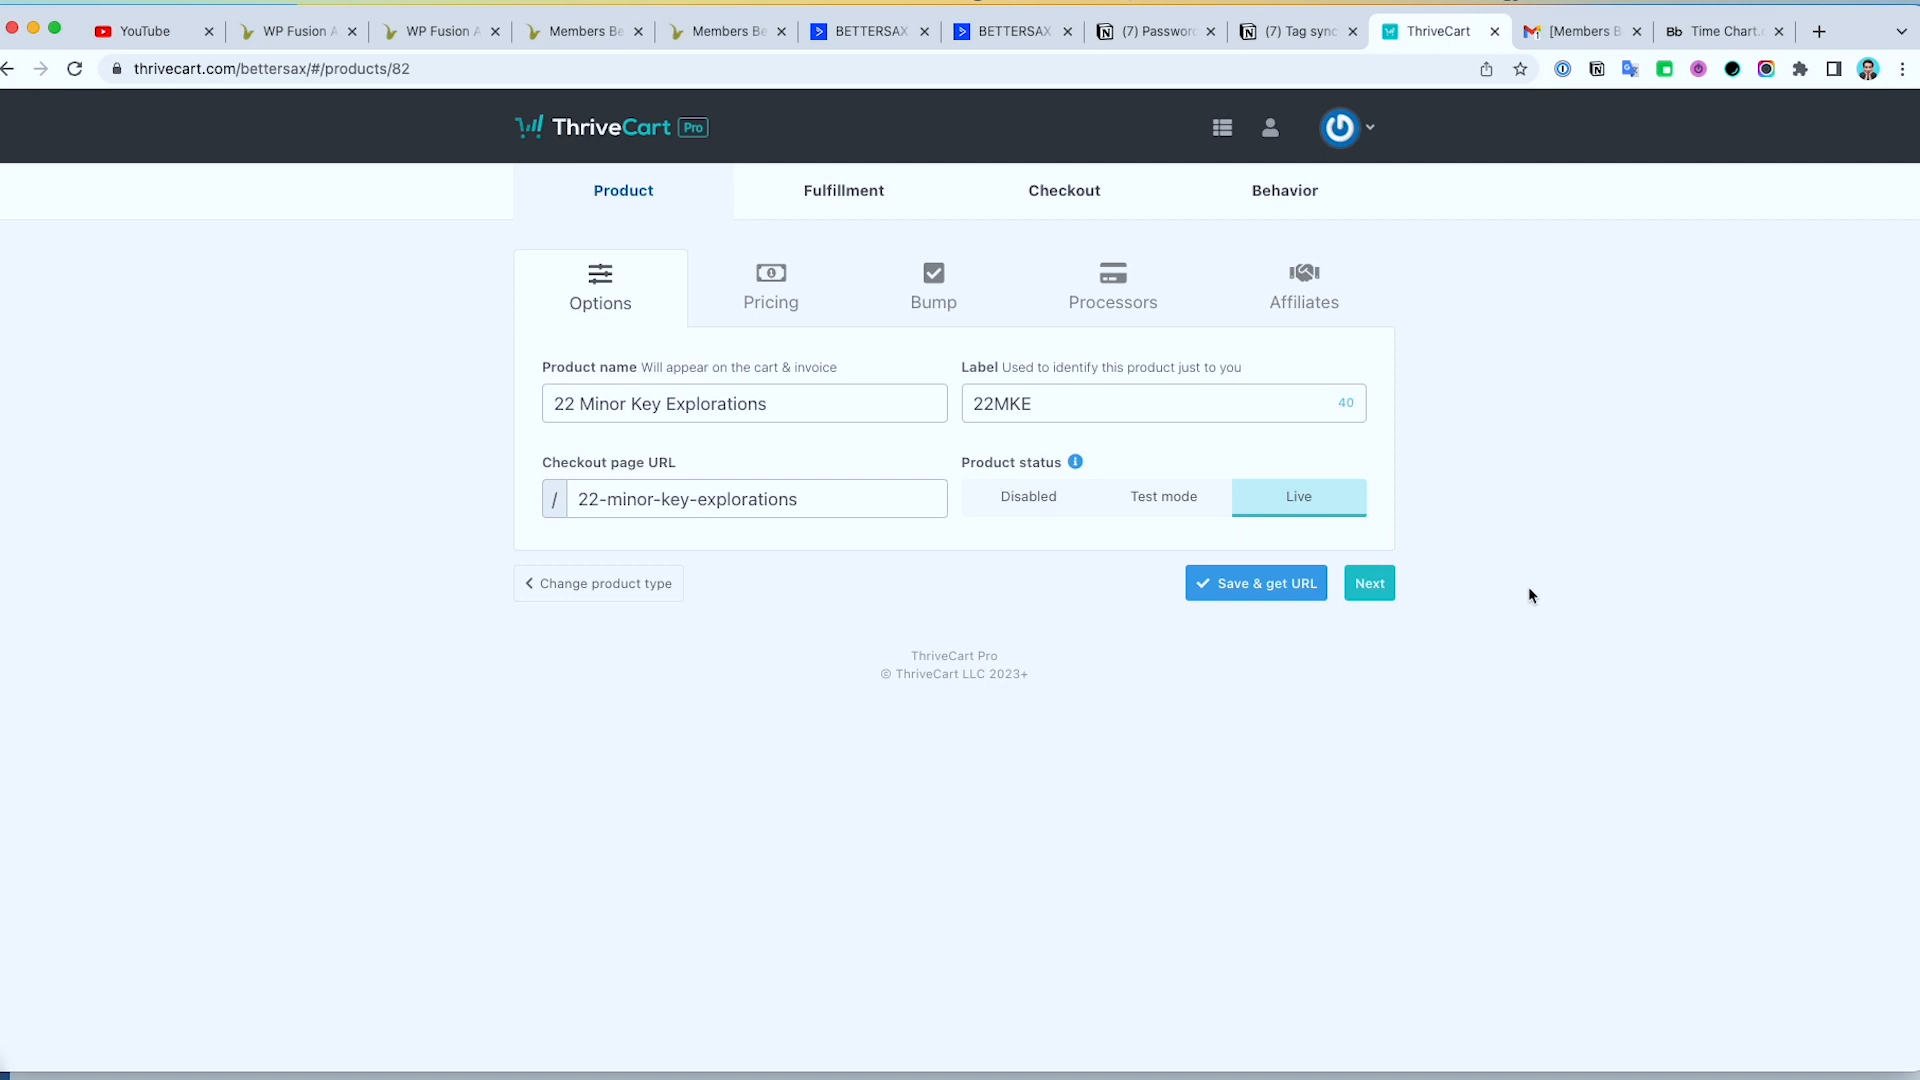 YouTube
WP Fusion A
WP Fusion A
Members Be
Members Be
BETTERSAX
BETTERSAX
(7) Passwor
(7) Tag sync
ThriveCart
[Members B
Bb Time Chart.
thrivecart.com/bettersax/#/products/82
ThriveCart Pro
Product
Fulfillment
Checkout
Behavior
Options
Pricing
Bump
Processors
Affiliates
Product name Will appear on the cart & invoice
Label Used to identify this product just to you
22 Minor Key Explorations
22MKE
40
Checkout page URL
Product status
/ 22-minor-key-explorations
Disabled
Test mode
Live
Change product type
Save & get URL
Next
ThriveCart Pro
© ThriveCart LLC 2023+